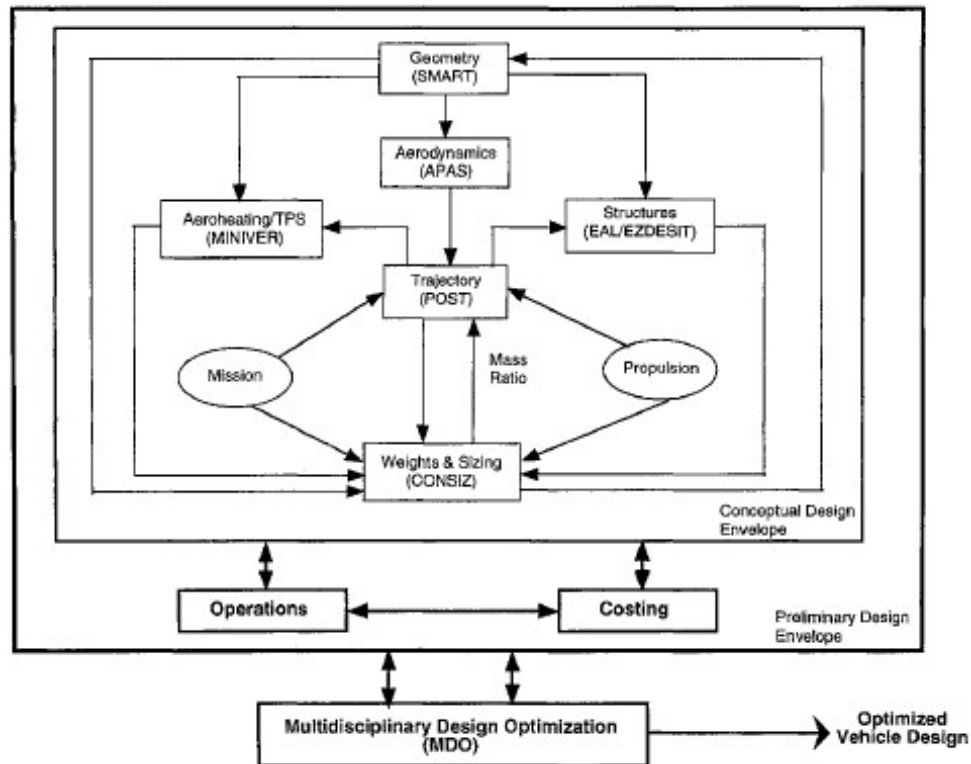 Geometry
(SMART)
Aerodynamics
(APAS)
Aeroheating/TPS
(MINIVER)
Structures
(EAL/EZDESIT)
Trajectory
(POST)
Mission
Mass
Ratio
Propulsion
Weights & Sizing
(CONSIZ)
Conceptual Design
Envelope
Operations
Costing
Preliminary Design
Envelope
Multidisciplinary Design Optimization
(MDO)
Optimized
Vehicle Design